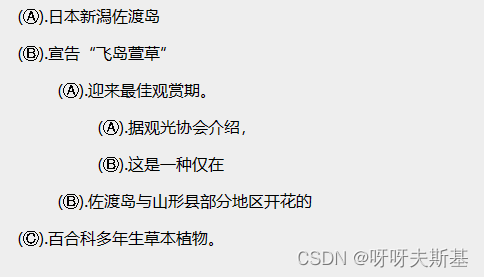 (Ⓐ).日本新潟佐渡岛
(Ⓑ).宣告“飞岛萱草”
(Ⓐ).迎来最佳观赏期。
(Ⓐ).据观光协会介绍，
(Ⓑ).这是一种仅在
(Ⓑ).佐渡岛与山形县部分地区开花的
(Ⓒ).百合科多年生草本植物。
CSDN @呀呀夫斯基